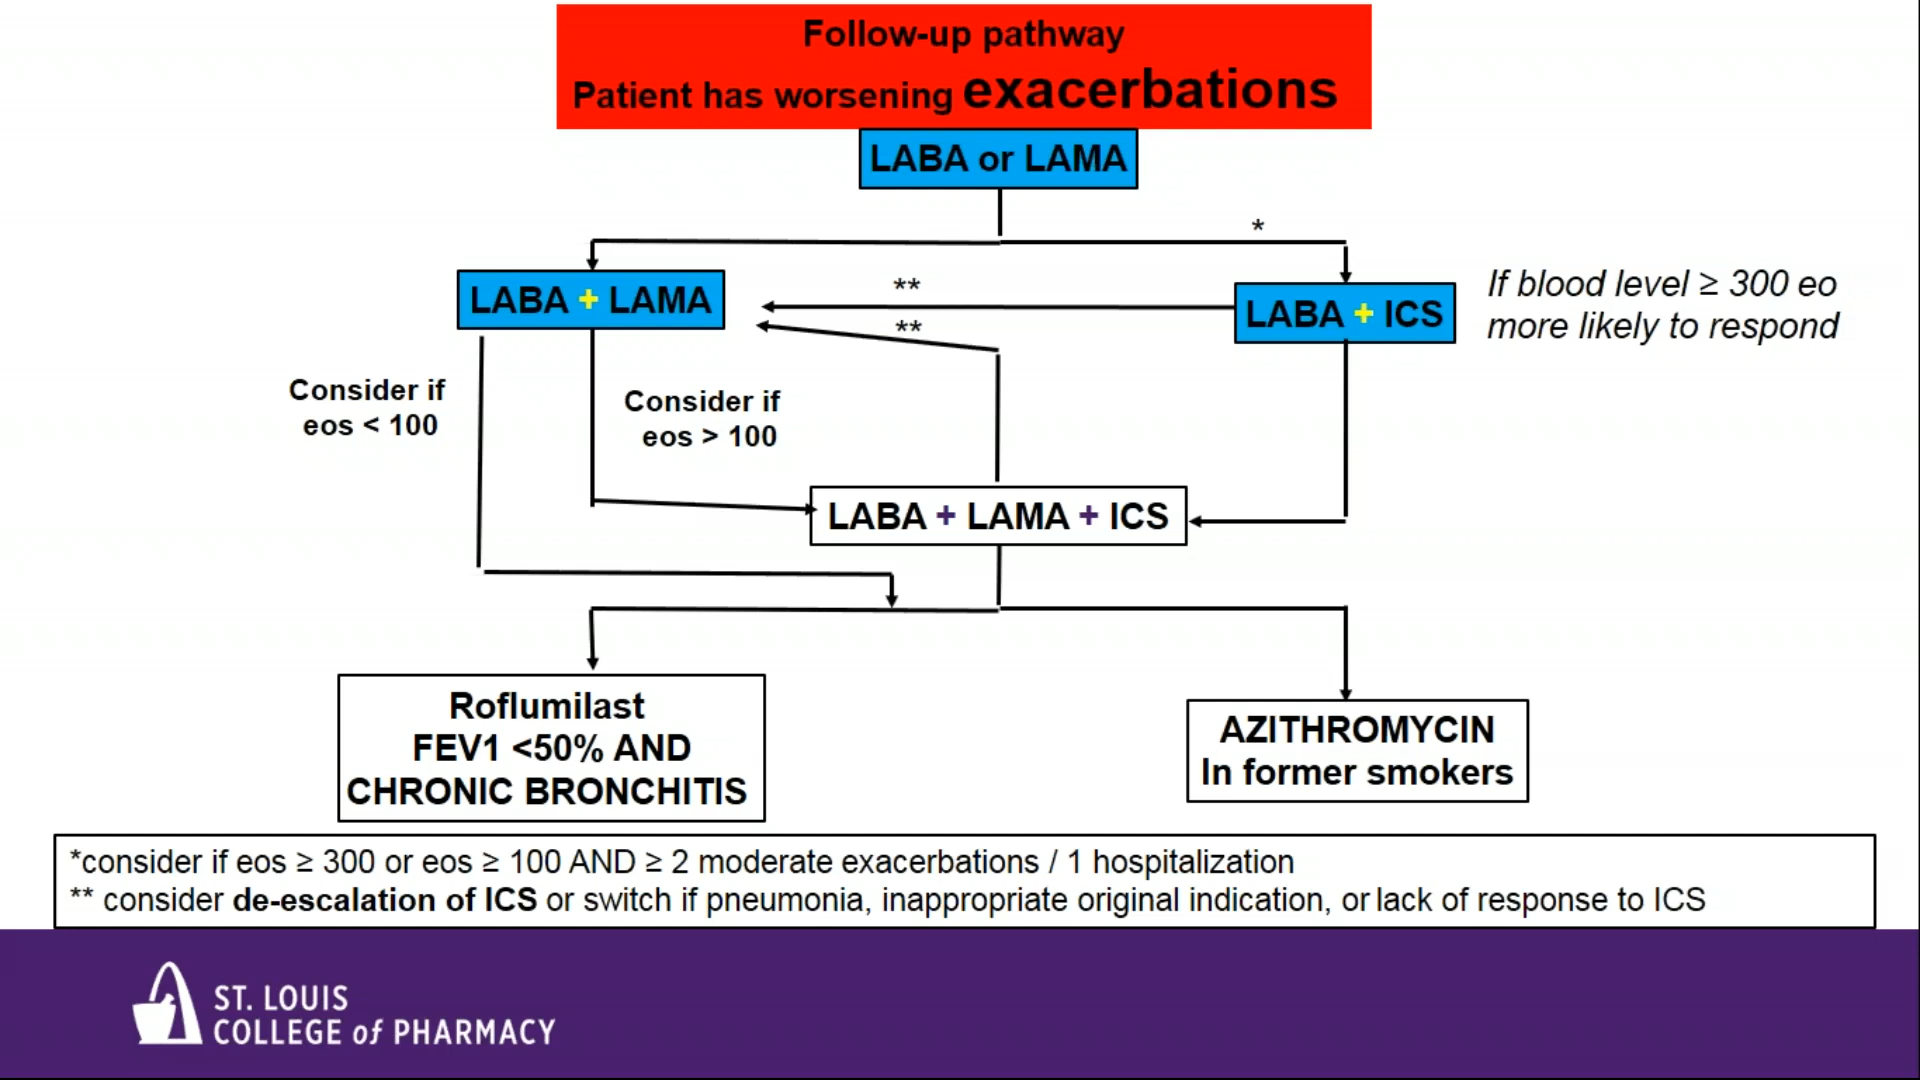 Follow-up pathway
Patient has worsening exacerbations
LABA or LAMA
*
LABA + LAMA
**
**
LABA + ICS
If blood level ≥ 300 eo
more likely to respond
Consider if
eos < 100
Consider if
eos > 100
LABA + LAMA + ICS
Roflumilast
FEV1 <50% AND
CHRONIC BRONCHITIS
AZITHROMYCIN
In former smokers
*consider if eos ≥ 300 or eos ≥ 100 AND ≥ 2 moderate exacerbations / 1 hospitalization
** consider de-escalation of ICS or switch if pneumonia, inappropriate original indication, or lack of response to ICS
ST. LOUIS
COLLEGE of PHARMACY